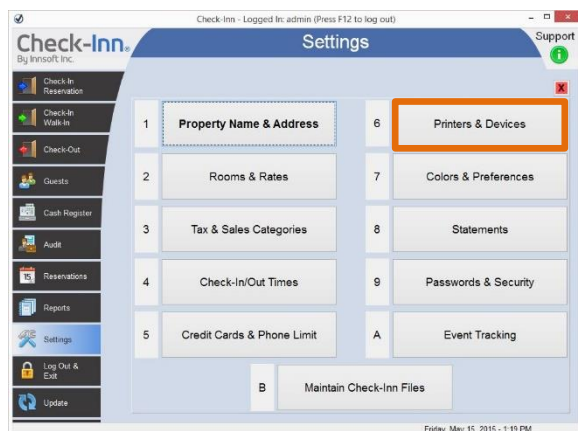 Check-Inn - Logged In: admin (Press F12 to log out)
Check-Inn®
By Innsoft Inc.
Settings
Support
i
X
Check-In
Reservation
Check-In
Walk-In
Check-Out
Guests
Cash Register
Audit
15
Reservations
Reports
Settings
Log Out &
Exit
Update
1 Property Name & Address
2 Rooms & Rates
3 Tax & Sales Categories
4 Check-In/Out Times
5 Credit Cards & Phone Limit
6 Printers & Devices
7 Colors & Preferences
8 Statements
9 Passwords & Security
A Event Tracking
B Maintain Check-Inn Files
Friday, May 15, 2015 - 1:19 PM